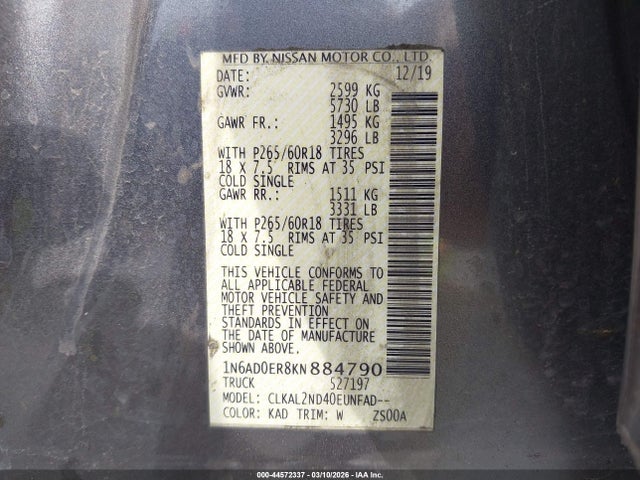 MFD BY NISSAN MOTOR CO., LTD.
DATE: 12/19
GVWR: 2599 KG
5730 LB
GAWR FR.: 1495 KG
3296 LB
WITH P265/60R18 TIRES
18 X 7.5 RIMS AT 35 PSI
COLD SINGLE
GAWR RR.: 1511 KG
3331 LB
WITH P265/60R18 TIRES
18 X 7.5 RIMS AT 35 PSI
COLD SINGLE
THIS VEHICLE CONFORMS TO
ALL APPLICABLE FEDERAL
MOTOR VEHICLE SAFETY AND
THEFT PREVENTION
STANDARDS IN EFFECT ON
THE DATE OF MANUFACTURE
SHOWN ABOVE.
1N6AD0ER8KN884790
TRUCK 527197
MODEL: CLKAL2ND40EUNFAD--
COLOR: KAD TRIM: W ZS00A
000-44572337 - 03/10/2026 - IAA Inc.